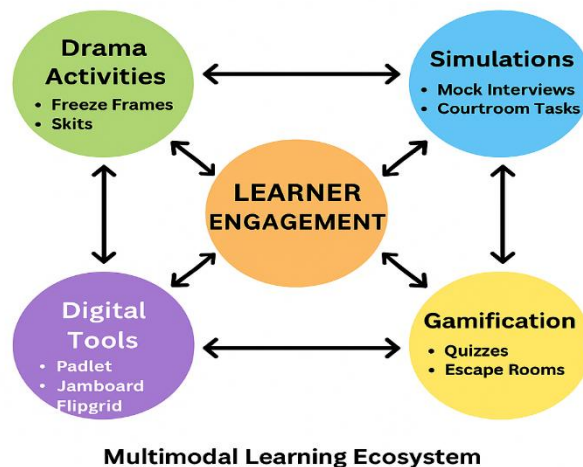 Drama
Activities
• Freeze Frames
• Skits
Simulations
• Mock Interviews
• Courtroom Tasks
LEARNER
ENGAGEMENT
Digital
Tools
• Padlet
• Jamboard
Flipgrid
Gamification
• Quizzes
• Escape Rooms
Multimodal Learning Ecosystem